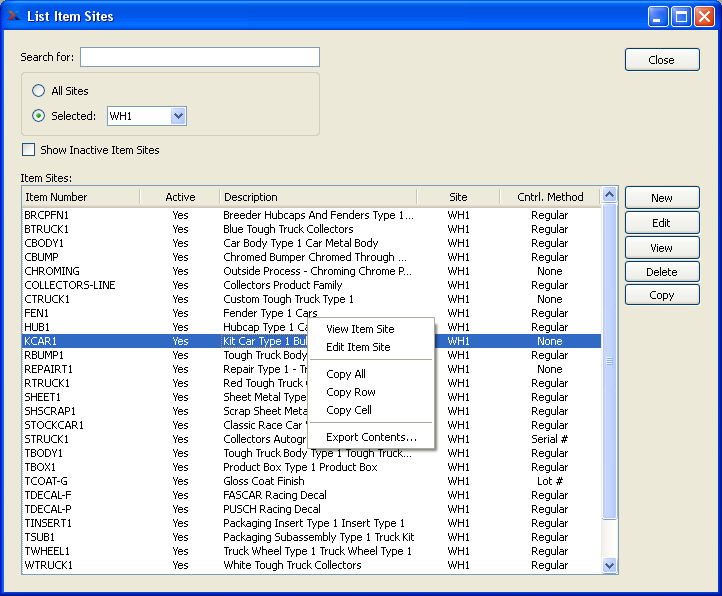 List Item Sites
Search for:
Close
All Sites
Selected: WH1
Show Inactive Item Sites
Item Sites:
Item Number Active Description Site Cntrl. Method
New
Edit
View
Delete
Copy
BRCPFN1 Yes Breeder Hubcaps And Fenders Type 1... WH1 Regular
BTRUCK1 Yes Blue Tough Truck Collectors WH1 Regular
CBODY1 Yes Car Body Type 1 Car Metal Body WH1 Regular
CBUMP Yes Chromed Bumper Chromed Through ... WH1 Regular
CHROMING Yes Outside Process - Chroming Chrome P... WH1 None
COLLECTORS-LINE Yes Collectors Product Family WH1 Regular
CTRUCK1 Yes Custom Tough Truck Type 1 WH1 Regular
FEN1 Yes Fender Type 1 Cars WH1 Regular
HUB1 Yes Hubcap Type 1 WH1 Regular
KCAR1 Yes Kit Car Type 1 WH1 None
RBUMP1 Yes Tough Truck Body WH1 Regular
REPAIRT1 Yes Repair Type 1 - WH1 None
RTRUCK1 Yes Red Tough Truck WH1 Regular
SHEET1 Yes Sheet Metal Type WH1 Regular
SHSCRAP1 Yes Scrap Sheet Meta WH1 Regular
STOCKCAR1 Yes Classic Race Car WH1 Regular
STRUCK1 Yes Collectors Autogr WH1 Serial #
TBODY1 Yes Tough Truck Body Type 1 Tough Truck... WH1 Regular
TBOX1 Yes Product Box Type 1 Product Box WH1 Regular
TCOAT-G Yes Gloss Coat Finish WH1 Lot #
TDECAL-F Yes FASCAR Racing Decal WH1 Regular
TDECAL-P Yes PUSCH Racing Decal WH1 Regular
TINSERT1 Yes Packaging Insert Type 1 Insert Type 1 WH1 Regular
TSUB1 Yes Packaging Subassembly Type 1 Truck Kit WH1 Regular
TWHEEL1 Yes Truck Wheel Type 1 Truck Wheel Type 1 WH1 Regular
WTRUCK1 Yes White Tough Truck Collectors WH1 Regular
View Item Site
Edit Item Site
Copy All
Copy Row
Copy Cell
Export Contents...